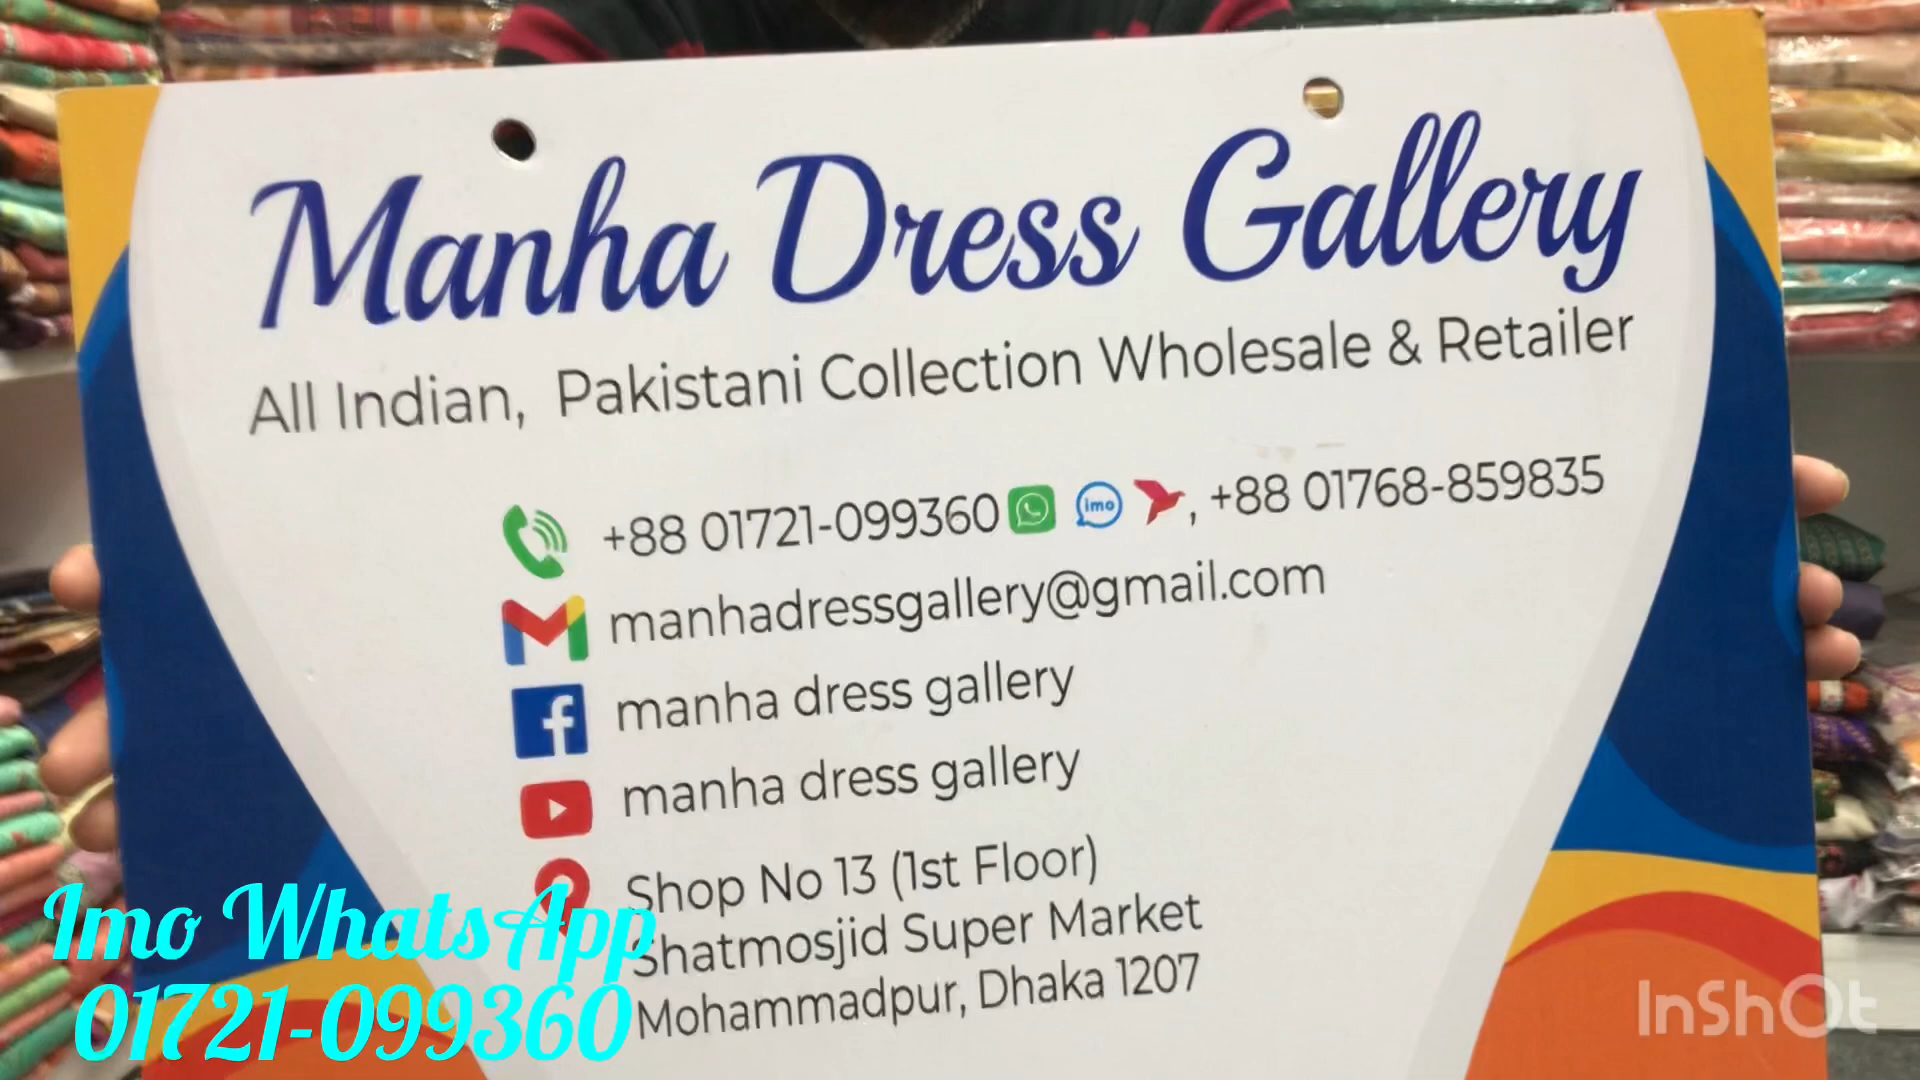 Manha Dress Gallery
All Indian, Pakistani Collection Wholesale & Retailer
+88 01721-099360 imo, +88 01768-859835
manhadressgallery@gmail.com
manha dress gallery
manha dress gallery
Shop No 13 (1st Floor)
Shatmosjid Super Market
Mohammadpur, Dhaka 1207
Imo WhatsApp
01721-099360
InShOt